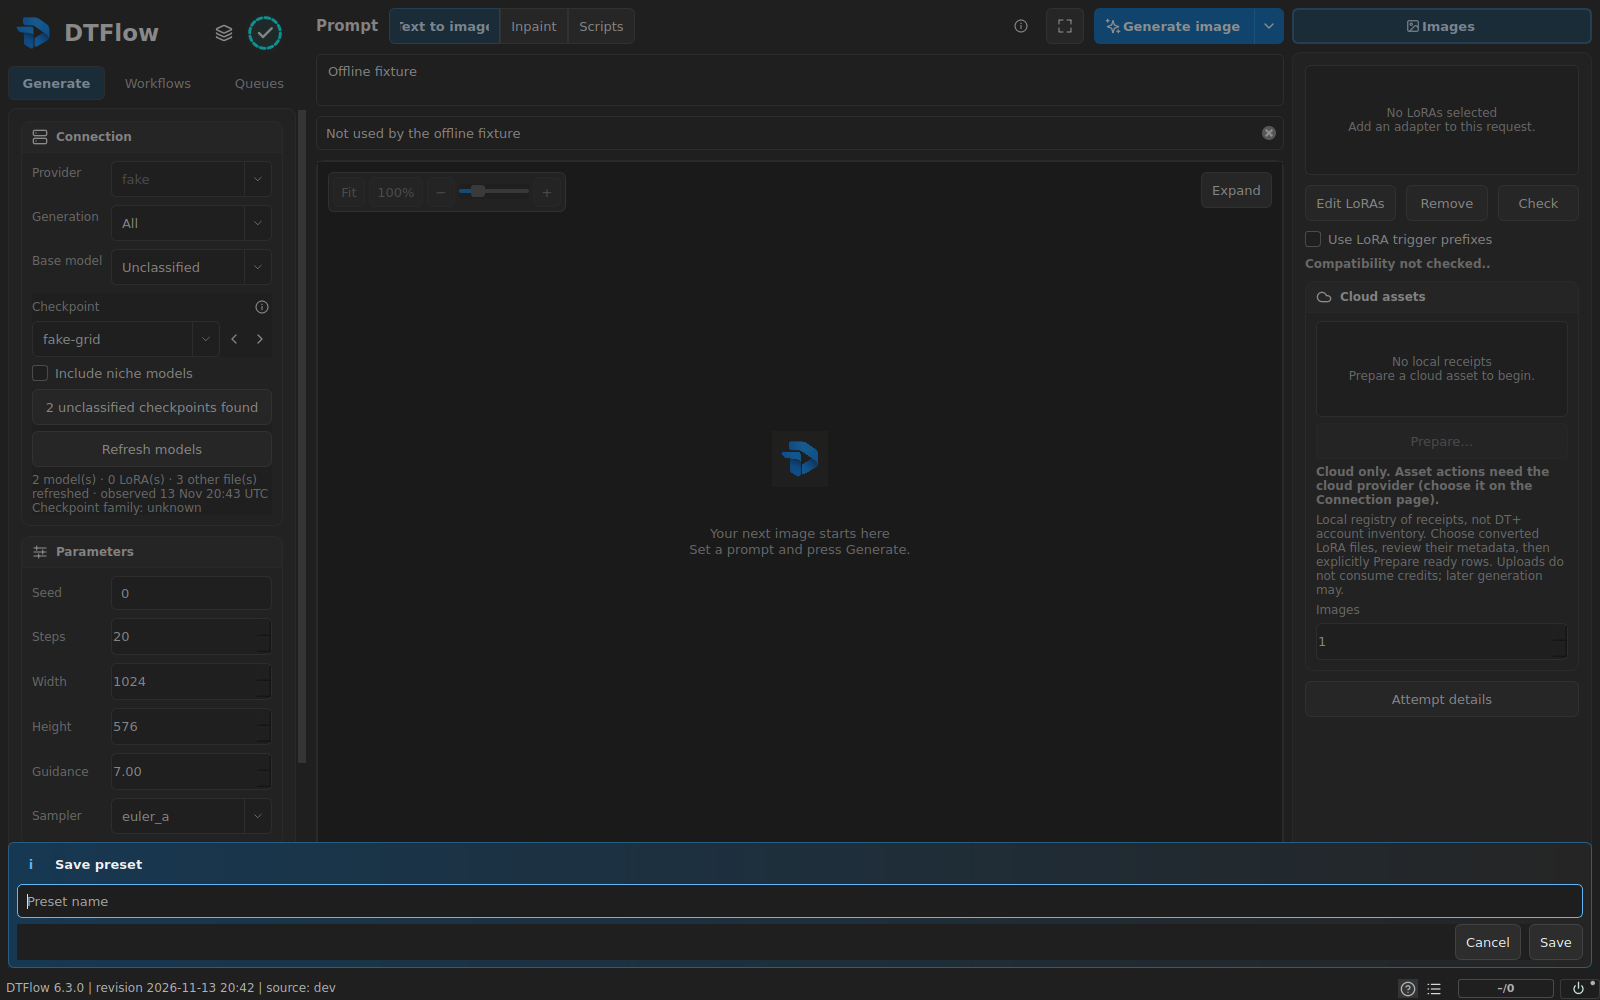 DTFlow
Generate
Workflows
Queues
Connection
Provider
fake
Generation
All
Base model
Unclassified
Checkpoint
fake-grid
Include niche models
2 unclassified checkpoints found
Refresh models
2 model(s) · 0 LoRA(s) · 3 other file(s)
refreshed · observed 13 Nov 20:43 UTC
Checkpoint family: unknown
Parameters
Seed
0
Steps
20
Width
1024
Height
576
Guidance
7.00
Sampler
euler_a
Prompt
Text to image
Inpaint
Scripts
Generate image
Offline fixture
Not used by the offline fixture
Fit
100%
−
+
Expand
Your next image starts here
Set a prompt and press Generate.
Images
No LoRAs selected
Add an adapter to this request.
Edit LoRAs
Remove
Check
Use LoRA trigger prefixes
Compatibility not checked..
Cloud assets
No local receipts
Prepare a cloud asset to begin.
Prepare...
Cloud only. Asset actions need the
cloud provider (choose it on the
Connection page).
Local registry of receipts, not DT+
account inventory. Choose converted
LoRA files, review their metadata, then
explicitly Prepare ready rows. Uploads do
not consume credits; later generation
may.
Images
1
Attempt details
i
Save preset
Preset name
Cancel
Save
DTFlow 6.3.0 | revision 2026-11-13 20:42 | source: dev
–/0